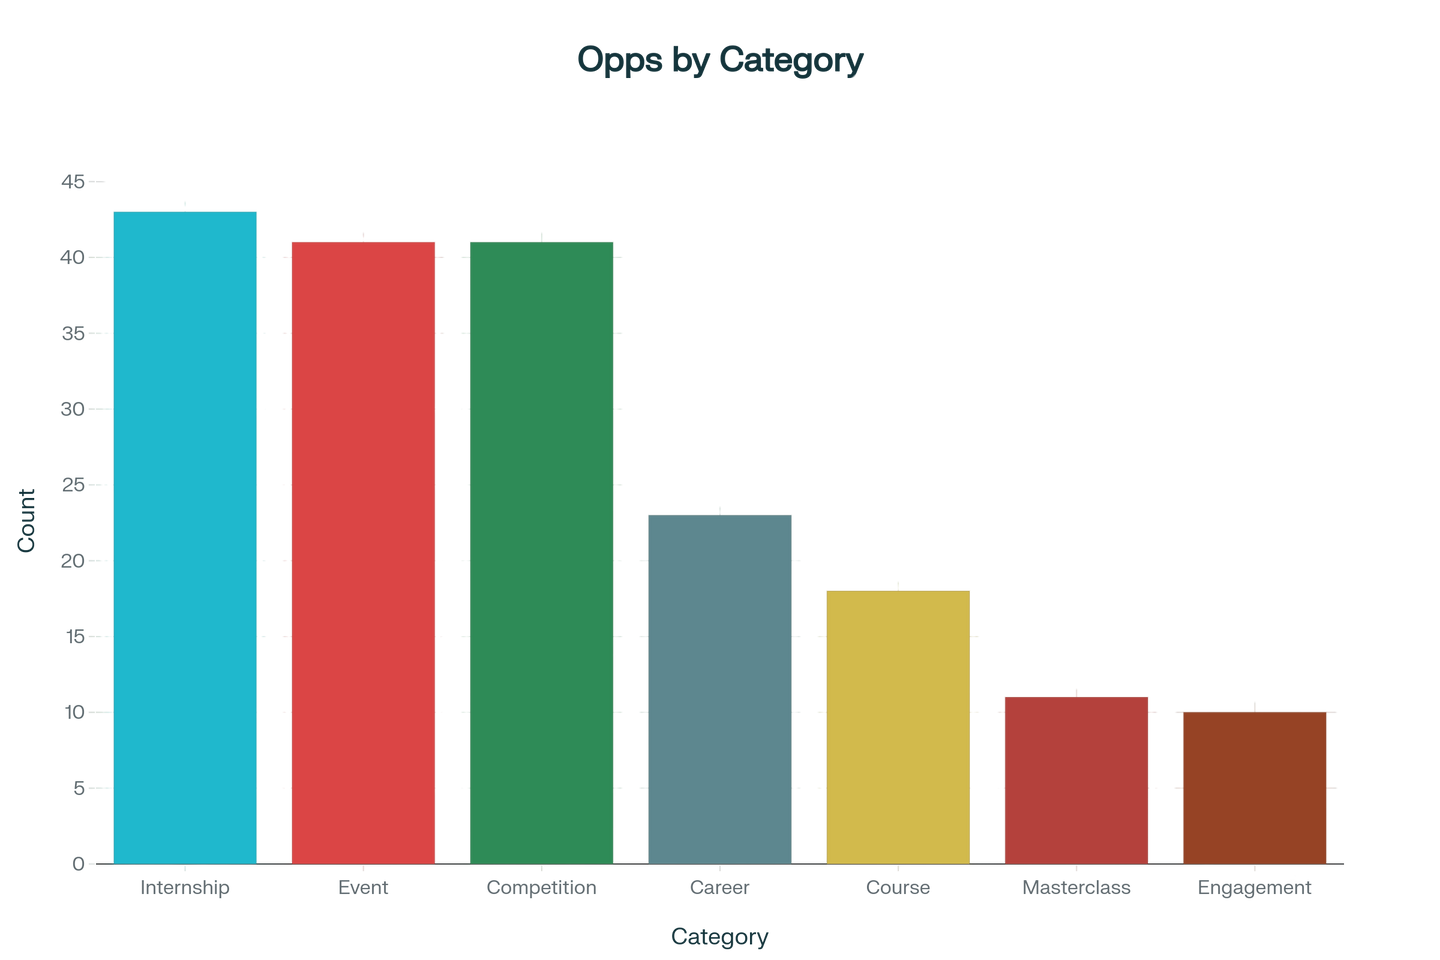 Opps by Category
45
40
35
30
25
20
15
10
5
0
Count
Internship
Event
Competition
Career
Course
Masterclass
Engagement
Category